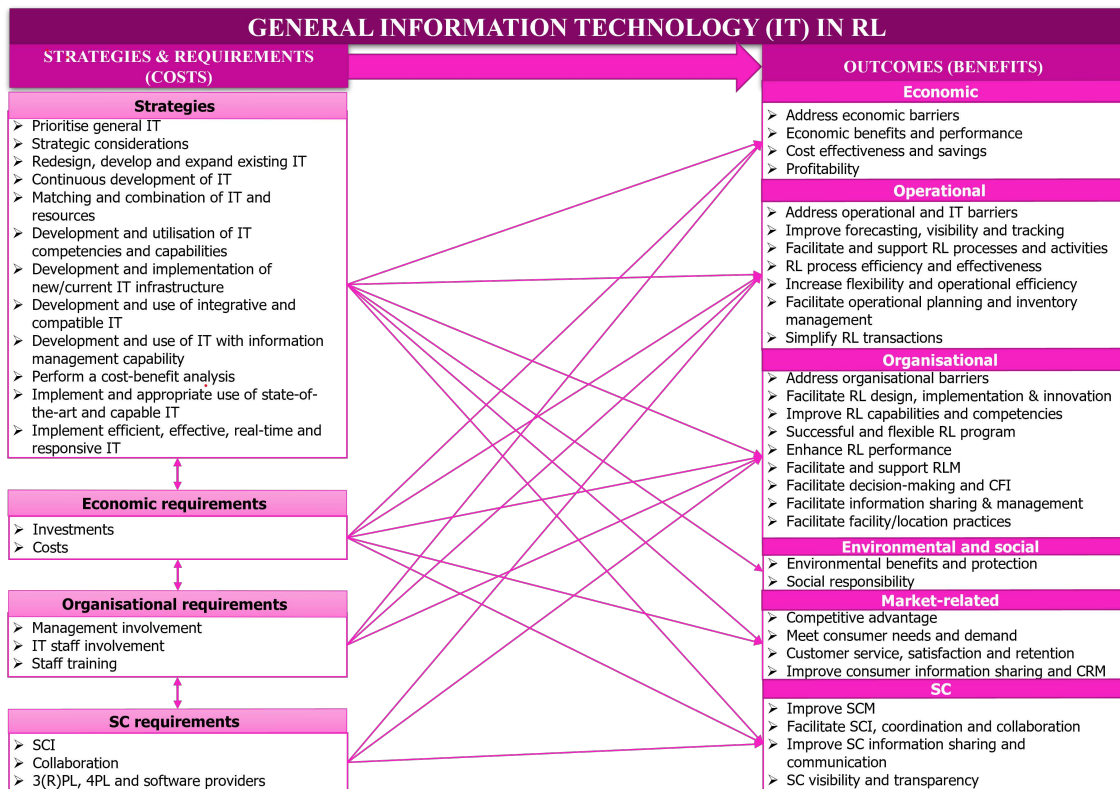 GENERAL INFORMATION TECHNOLOGY (IT) IN RL
STRATEGIES & REQUIREMENTS
(COSTS)
Strategies
Prioritise general IT
Strategic considerations
Redesign, develop and expand existing IT
Continuous development of IT
Matching and combination of IT and
resources
Development and utilisation of IT
competencies and capabilities
Development and implementation of
new/current IT infrastructure
Development and use of integrative and
compatible IT
Development and use of IT with information
management capability
Perform a cost-benefit analysis
Implement and appropriate use of state-of-
the-art and capable IT
Implement efficient, effective, real-time and
responsive IT
Economic requirements
Investments
Costs
Organisational requirements
Management involvement
IT staff involvement
Staff training
SC requirements
SCI
Collaboration
3(R)PL, 4PL and software providers
OUTCOMES (BENEFITS)
Economic
Address economic barriers
Economic benefits and performance
Cost effectiveness and savings
Profitability
Operational
Address operational and IT barriers
Improve forecasting, visibility and tracking
Facilitate and support RL processes and activities
RL process efficiency and effectiveness
Increase flexibility and operational efficiency
Facilitate operational planning and inventory
management
Simplify RL transactions
Organisational
Address organisational barriers
Facilitate RL design, implementation & innovation
Improve RL capabilities and competencies
Successful and flexible RL program
Enhance RL performance
Facilitate and support RLM
Facilitate decision-making and CFI
Facilitate information sharing & management
Facilitate facility/location practices
Environmental and social
Environmental benefits and protection
Social responsibility
Market-related
Competitive advantage
Meet consumer needs and demand
Customer service, satisfaction and retention
Improve consumer information sharing and CRM
SC
Improve SCM
Facilitate SCI, coordination and collaboration
Improve SC information sharing and
communication
SC visibility and transparency